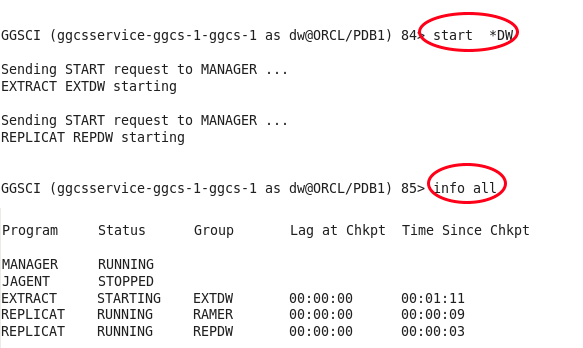 GGSCI (ggcsservice-ggcs-1-ggcs-1 as dw@ORCL/PDB1) 84> start  *DW
Sending START request to MANAGER ...
EXTRACT EXTDW starting
Sending START request to MANAGER ...
REPLICAT REPDW starting
GGSCI (ggcsservice-ggcs-1-ggcs-1 as dw@ORCL/PDB1) 85> info all
Program     Status      Group       Lag at Chkpt  Time Since Chkpt
MANAGER     RUNNING
JAGENT      STOPPED
EXTRACT     STARTING    EXTDW       00:00:00      00:01:11
REPLICAT    RUNNING     RAMER       00:00:00      00:00:09
REPLICAT    RUNNING     REPDW       00:00:00      00:00:03